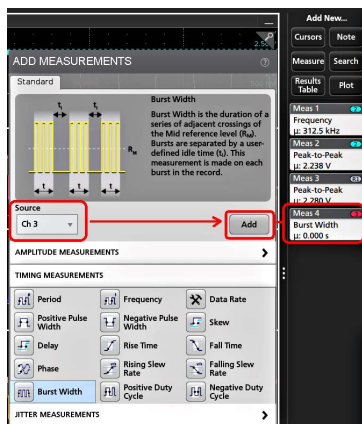 Add New...
Cursors
Note
Measure
Search
Results Table
Plot
ADD MEASUREMENTS
Standard
Burst Width
Burst Width is the duration of a
series of adjacent crossings of
the Mid reference level (RM).
Bursts are separated by a user-
defined idle time (tI). This
measurement is made on each
burst in the record.
tI
tI
RM
t
t
t
Source
Ch 3
Add
AMPLITUDE MEASUREMENTS
TIMING MEASUREMENTS
Period
Frequency
Data Rate
Positive Pulse Width
Negative Pulse Width
Skew
Delay
Rise Time
Fall Time
Phase
Rising Slew Rate
Falling Slew Rate
Burst Width
Positive Duty Cycle
Negative Duty Cycle
JITTER MEASUREMENTS
Meas 1
Frequency
µ: 312.5 kHz
Meas 2
Peak-to-Peak
µ: 2.238 V
Meas 3
Peak-to-Peak
µ: 2.280 V
Meas 4
Burst Width
µ: 0.000 s